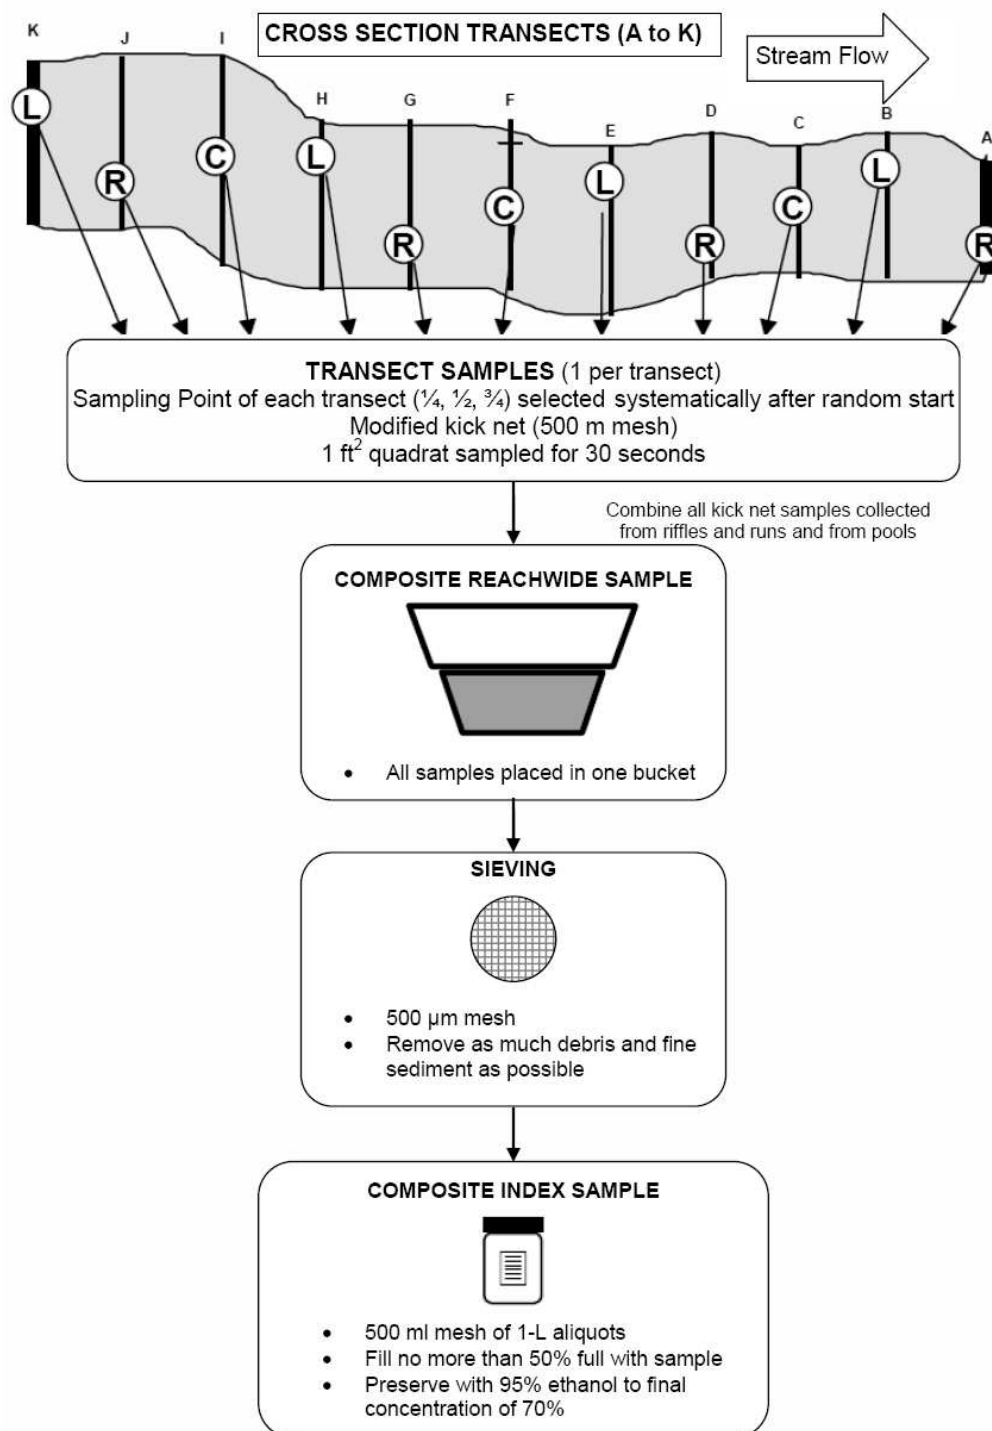 CROSS SECTION TRANSECTS (A to K)
Stream Flow
K
J
I
H
G
F
E
D
C
B
A
L
R
C
L
R
C
L
R
C
L
R
TRANSECT SAMPLES (1 per transect)
Sampling Point of each transect (¼, ½, ¾) selected systematically after random start
Modified kick net (500 m mesh)
1 ft² quadrat sampled for 30 seconds
Combine all kick net samples collected
from riffles and runs and from pools
COMPOSITE REACHWIDE SAMPLE
• All samples placed in one bucket
SIEVING
• 500 µm mesh
• Remove as much debris and fine
sediment as possible
COMPOSITE INDEX SAMPLE
• 500 ml mesh of 1-L aliquots
• Fill no more than 50% full with sample
• Preserve with 95% ethanol to final
concentration of 70%